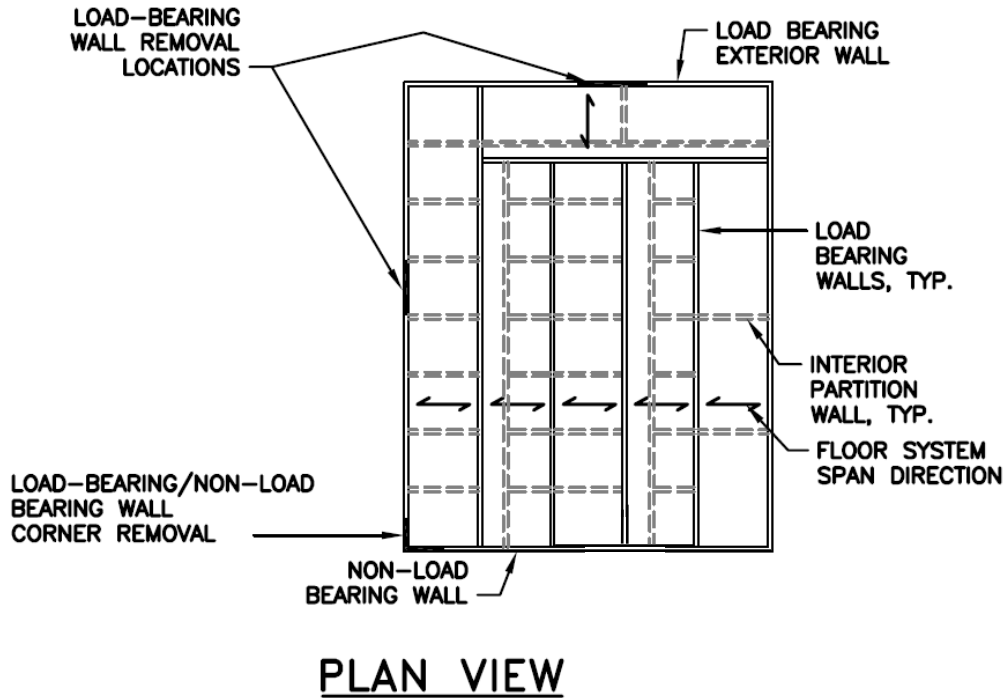 LOAD-BEARING
WALL REMOVAL
LOCATIONS
LOAD BEARING
EXTERIOR WALL
LOAD
BEARING
WALLS, TYP.
INTERIOR
PARTITION
WALL, TYP.
FLOOR SYSTEM
SPAN DIRECTION
LOAD-BEARING/NON-LOAD
BEARING WALL
CORNER REMOVAL
NON-LOAD
BEARING WALL
PLAN VIEW